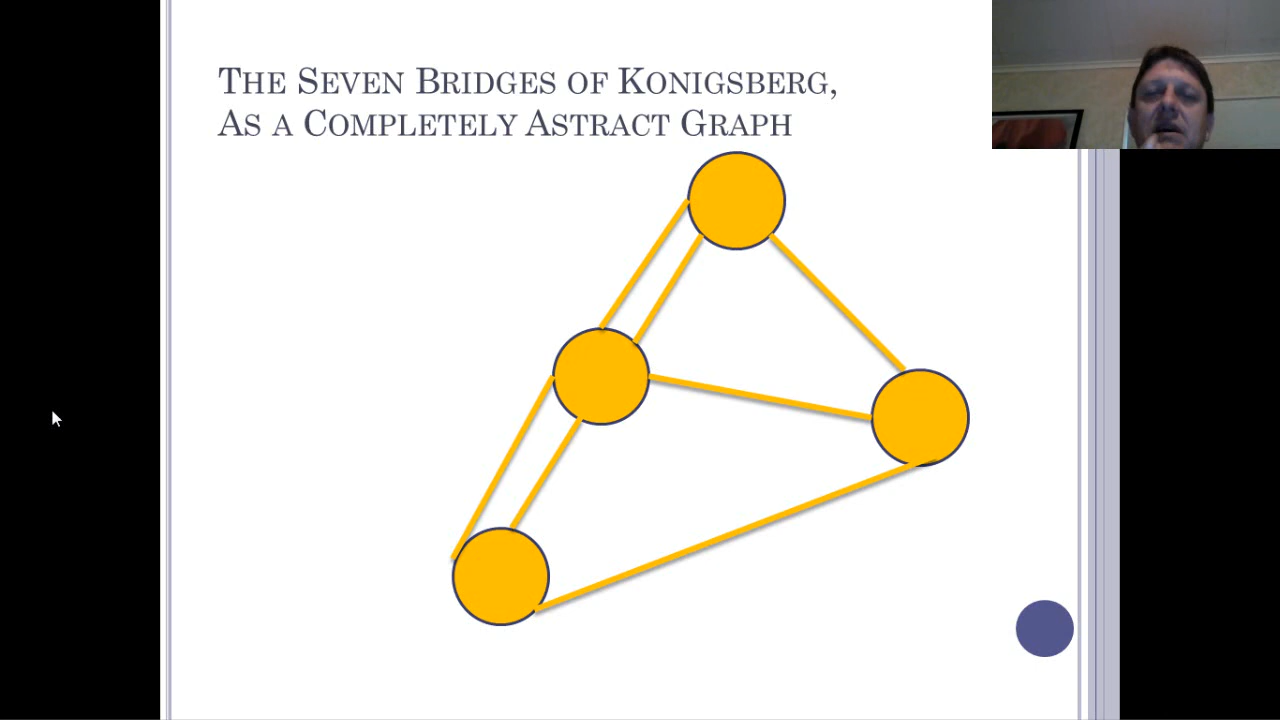 The Seven Bridges of Konigsberg,
As a Completely Astract Graph